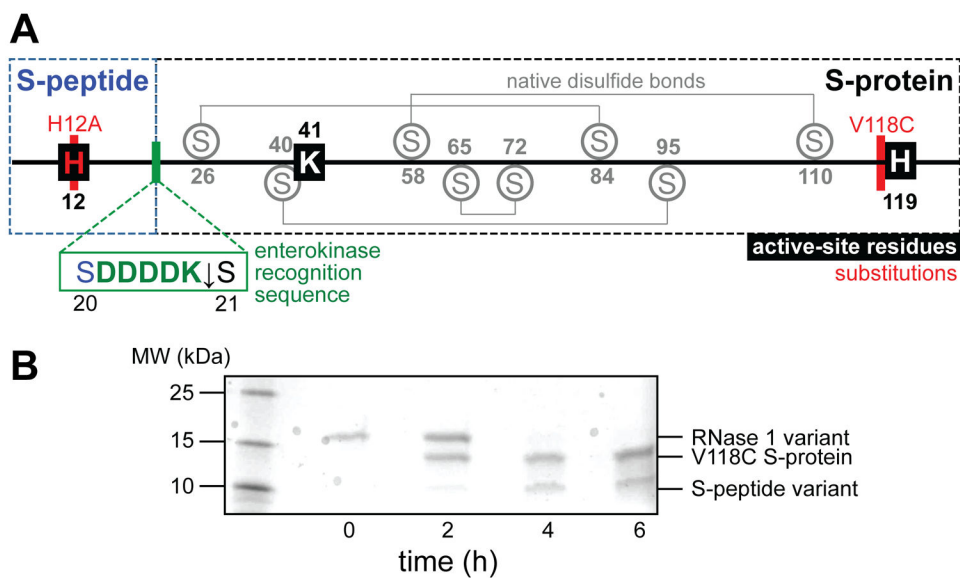 A
S-peptide
native disulfide bonds
S-protein
H12A
V118C
S S S
40 41 65 72 95
H K H
26 58 84 110
S S S S
12 119
SDDDDK↓S
20 21
enterokinase
recognition
sequence
active-site residues
substitutions
B
MW (kDa)
25
15
10
RNase 1 variant
V118C S-protein
S-peptide variant
0 2 4 6
time (h)